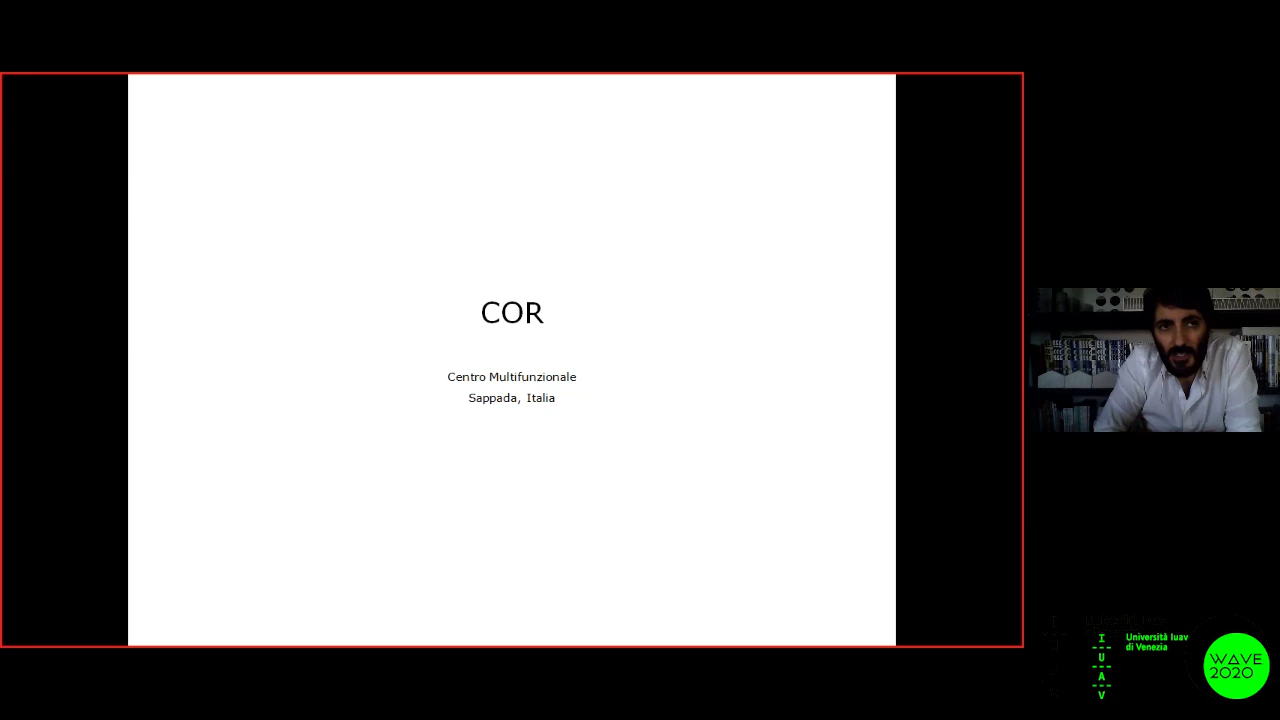 COR
Centro Multifunzionale
Sappada, Italia
I
U
A
V
Università Iuav
di Venezia
WAVE
2020